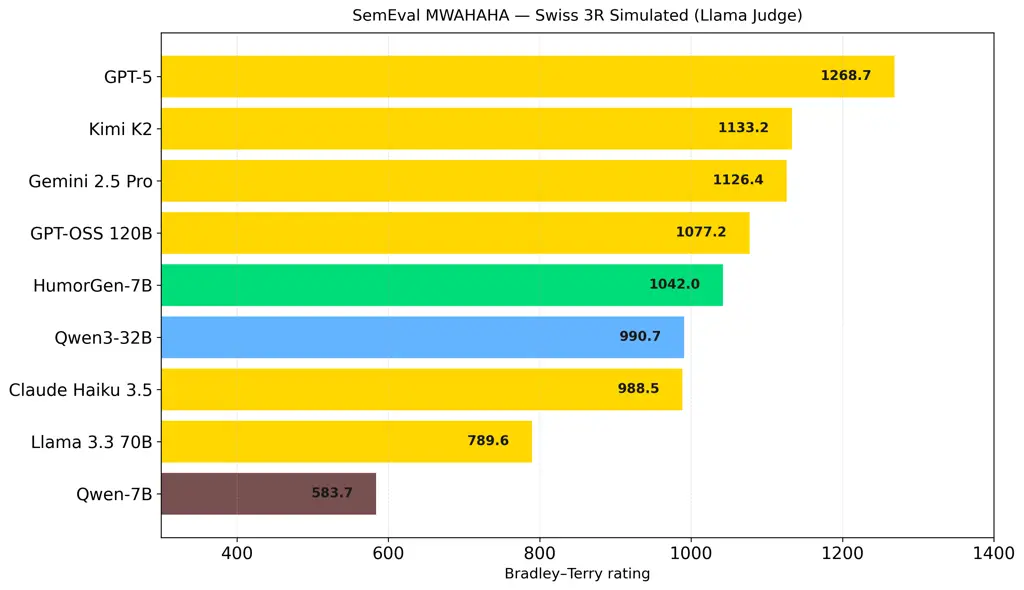 SemEval MWAHAHA — Swiss 3R Simulated (Llama Judge)
GPT-5 1268.7
Kimi K2 1133.2
Gemini 2.5 Pro 1126.4
GPT-OSS 120B 1077.2
HumorGen-7B 1042.0
Qwen3-32B 990.7
Claude Haiku 3.5 988.5
Llama 3.3 70B 789.6
Qwen-7B 583.7
400 600 800 1000 1200 1400
Bradley–Terry rating